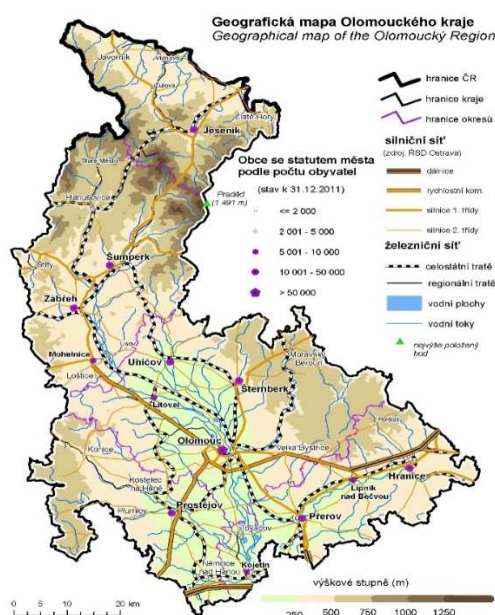 Geografická mapa Olomouckého kraje
Geographical map of the Olomoucký Region
hranice ČR
hranice kraje
hranice okresů
silniční síť
(zdroj: ŘSD Ostrava)
dálnice
rychlostní kom.
silnice 1. třídy
silnice 2. třídy
železniční síť
celostátní tratě
regionální tratě
vodní plochy
vodní toky
nejvýše položený
bod
Obce se statutem města
podle počtu obyvatel
(stav k 31.12.2011)
<= 2 000
2 001 - 5 000
5 001 - 10 000
10 001 - 50 000
> 50 000
Javorník
Vidnava
Žulová
Zlaté Hory
Jeseník
Staré Město
Praděd
(1 491 m)
Hanušovice
Šumperk
Štíty
Zábřeh
Mohelnice
Loštice
Úsov
Uničov
Moravský
Beroun
Šternberk
Litovel
Olomouc
Velká Bystřice
Potštát
Konice
Hranice
Lipník
nad Bečvou
Kostelec
na Hané
Plumlov
Prostějov
Přerov
Tovačov
Němčice
nad Hanou
Kojetín
výškové stupně (m)
0 5 10 20 km
250 500 750 1000 1250